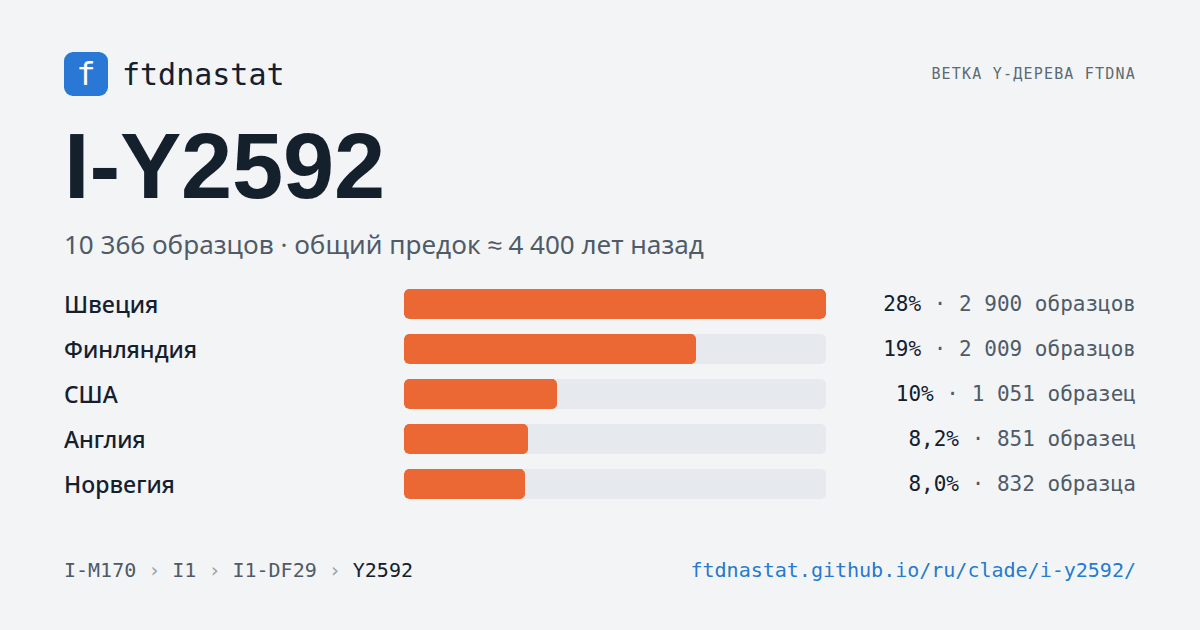 f ftdnastat
ВЕТКА Y-ДЕРЕВА FTDNA
I-Y2592
10 366 образцов · общий предок ≈ 4 400 лет назад
Швеция 28% · 2 900 образцов
Финляндия 19% · 2 009 образцов
США 10% · 1 051 образец
Англия 8,2% · 851 образец
Норвегия 8,0% · 832 образца
I-M170 › I1 › I1-DF29 › Y2592
ftdnastat.github.io/ru/clade/i-y2592/